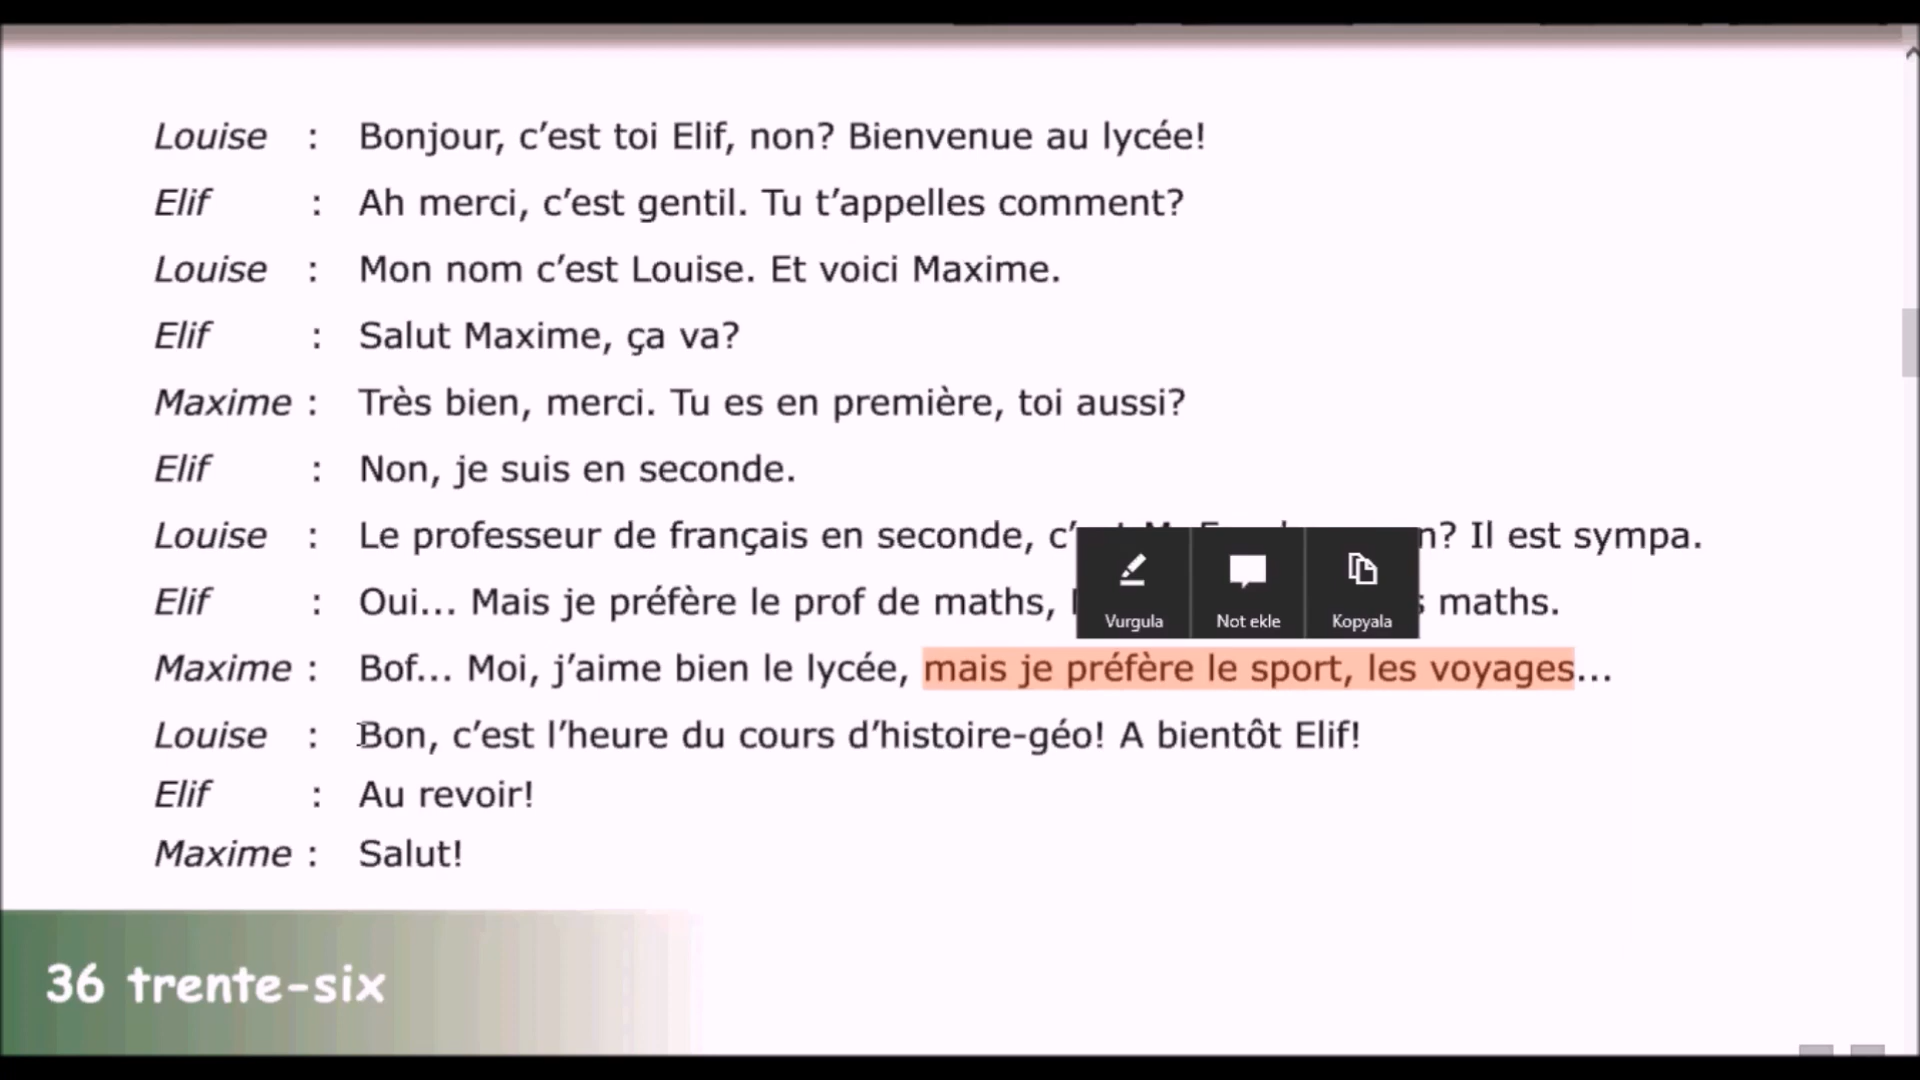 Louise : Bonjour, c’est toi Elif, non? Bienvenue au lycée!
Elif : Ah merci, c’est gentil. Tu t’appelles comment?
Louise : Mon nom c’est Louise. Et voici Maxime.
Elif : Salut Maxime, ça va?
Maxime : Très bien, merci. Tu es en première, toi aussi?
Elif : Non, je suis en seconde.
Louise : Le professeur de français en seconde, Il est sympa.
Elif : Oui... Mais je préfère le prof de maths, maths.
Vurgula Not ekle Kopyala
Maxime : Bof... Moi, j’aime bien le lycée, mais je préfère le sport, les voyages...
Louise : Bon, c’est l’heure du cours d’histoire-géo! A bientôt Elif!
Elif : Au revoir!
Maxime : Salut!
36 trente-six